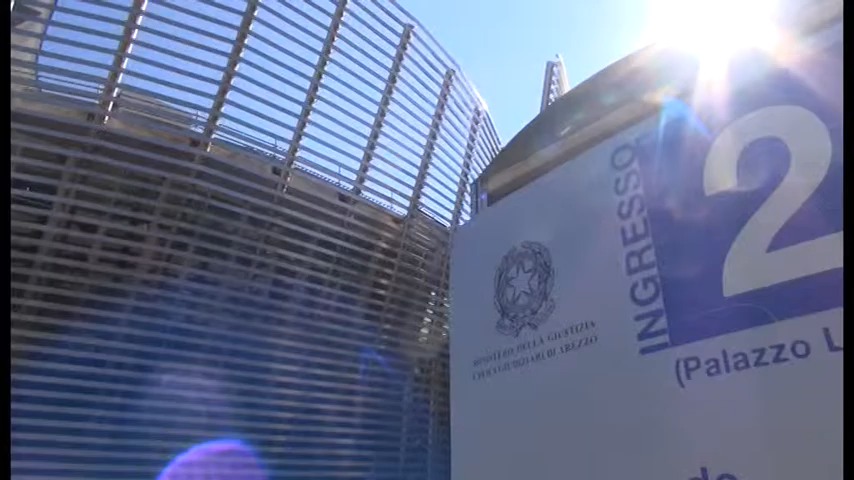 INGRESSO
2
MINISTERO DELLA GIUSTIZIA
UFFICI GIUDIZIARI DI AREZZO
(Palazzo